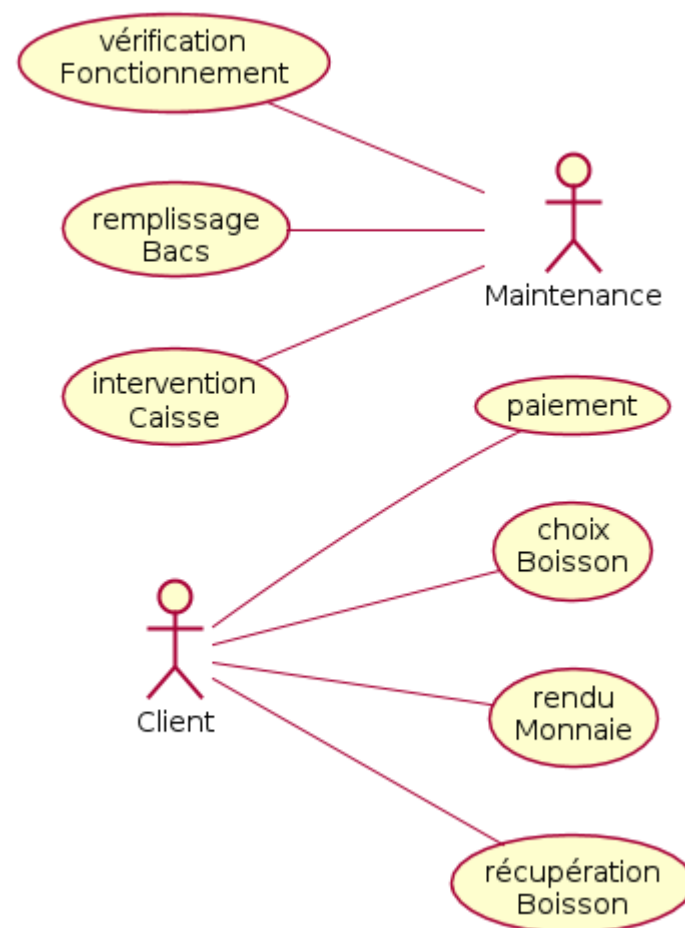 vérification
Fonctionnement
remplissage
Bacs
Maintenance
intervention
Caisse
paiement
choix
Boisson
Client
rendu
Monnaie
récupération
Boisson